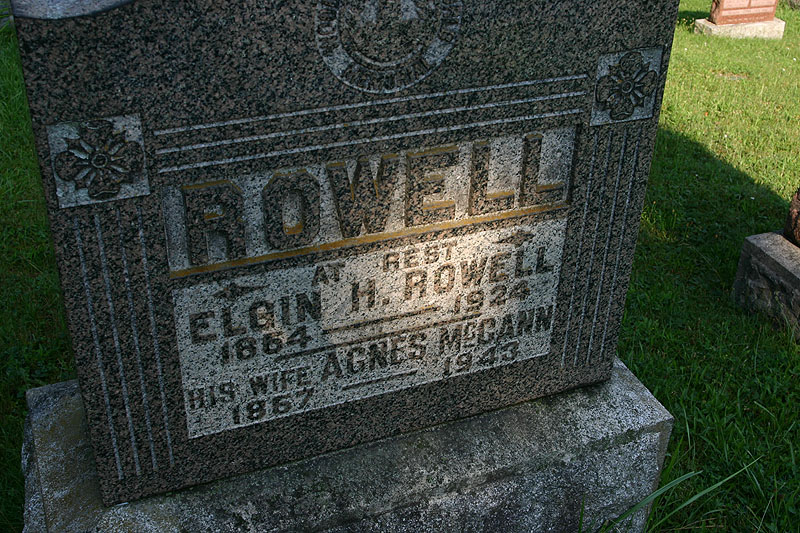 ROWELL
AT REST
ELGIN H. ROWELL
1864 1924
HIS WIFE AGNES McCANN
1867 1943